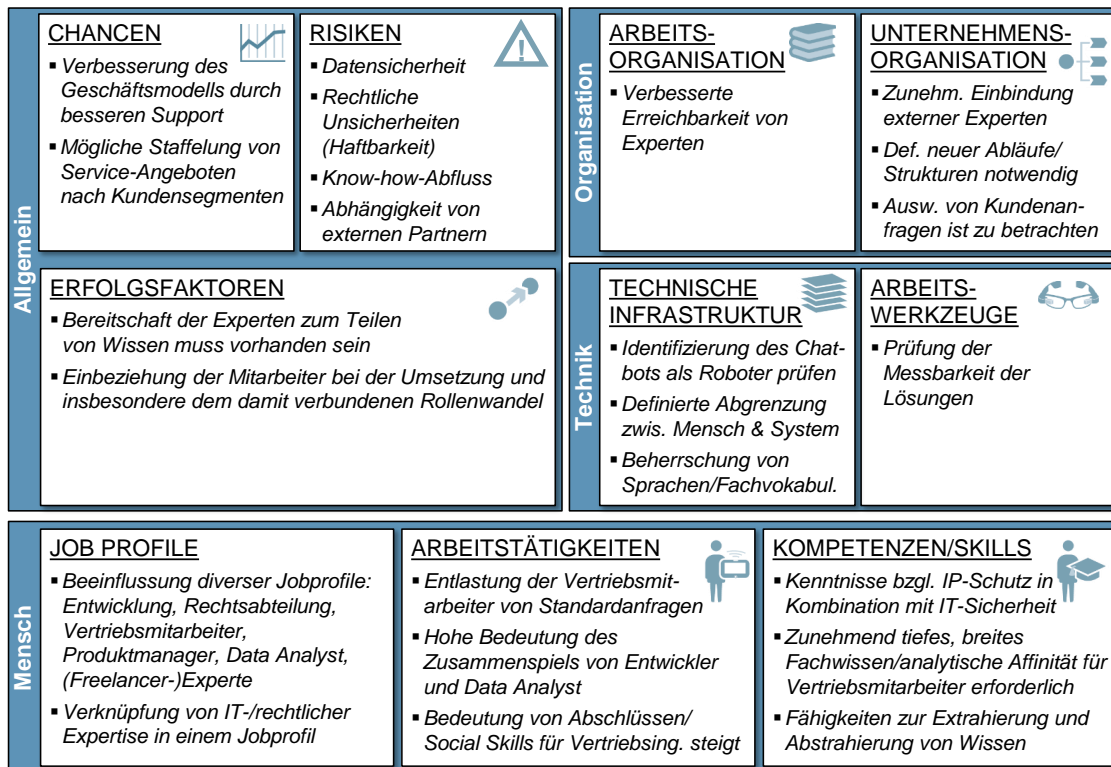 Allgemein
CHANCEN
▪ Verbesserung des
Geschäftsmodells durch
besseren Support
▪ Mögliche Staffelung von
Service-Angeboten
nach Kundensegmenten
RISIKEN
▪ Datensicherheit
▪ Rechtliche
Unsicherheiten
(Haftbarkeit)
▪ Know-how-Abfluss
▪ Abhängigkeit von
externen Partnern
ERFOLGSFAKTOREN
▪ Bereitschaft der Experten zum Teilen
von Wissen muss vorhanden sein
▪ Einbeziehung der Mitarbeiter bei der Umsetzung und
insbesondere dem damit verbundenen Rollenwandel
Organisation
ARBEITS-
ORGANISATION
▪ Verbesserte
Erreichbarkeit von
Experten
UNTERNEHMENS-
ORGANISATION
▪ Zunehm. Einbindung
externer Experten
▪ Def. neuer Abläufe/
Strukturen notwendig
▪ Ausw. von Kundenan-
fragen ist zu betrachten
Technik
TECHNISCHE
INFRASTRUKTUR
▪ Identifizierung des Chat-
bots als Roboter prüfen
▪ Definierte Abgrenzung
zwis. Mensch & System
▪ Beherrschung von
Sprachen/Fachvokabul.
ARBEITS-
WERKZEUGE
▪ Prüfung der
Messbarkeit der
Lösungen
Mensch
JOB PROFILE
▪ Beeinflussung diverser Jobprofile:
Entwicklung, Rechtsabteilung,
Vertriebsmitarbeiter,
Produktmanager, Data Analyst,
(Freelancer-)Experte
▪ Verknüpfung von IT-/rechtlicher
Expertise in einem Jobprofil
ARBEITSTÄTIGKEITEN
▪ Entlastung der Vertriebsmit-
arbeiter von Standardanfragen
▪ Hohe Bedeutung des
Zusammenspiels von Entwickler
und Data Analyst
▪ Bedeutung von Abschlüssen/
Social Skills für Vertriebsing. steigt
KOMPETENZEN/SKILLS
▪ Kenntnisse bzgl. IP-Schutz in
Kombination mit IT-Sicherheit
▪ Zunehmend tiefes, breites
Fachwissen/analytische Affinität für
Vertriebsmitarbeiter erforderlich
▪ Fähigkeiten zur Extrahierung und
Abstrahierung von Wissen